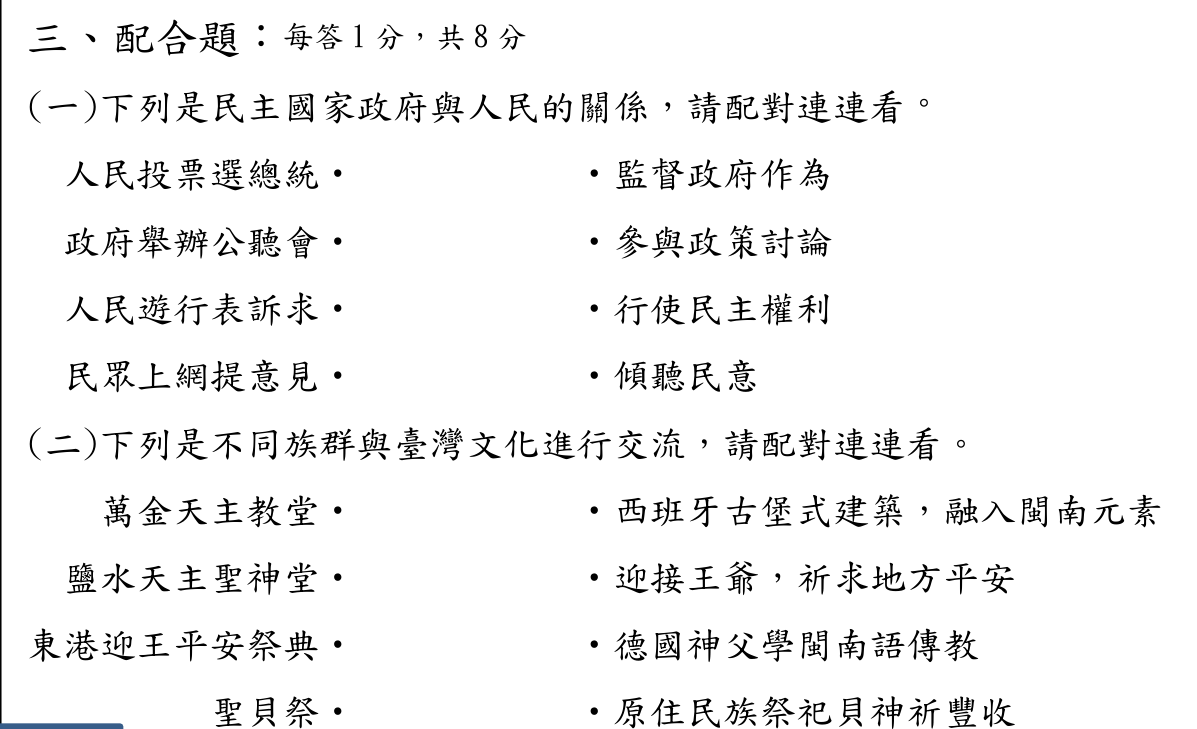 三、配合題：每答1分，共8分
(一)下列是民主國家政府與人民的關係，請配對連連看。
人民投票選總統・ ・監督政府作為
政府舉辦公聽會・ ・參與政策討論
人民遊行表訴求・ ・行使民主權利
民眾上網提意見・ ・傾聽民意
(二)下列是不同族群與臺灣文化進行交流，請配對連連看。
萬金天主教堂・ ・西班牙古堡式建築，融入閩南元素
鹽水天主聖神堂・ ・迎接王爺，祈求地方平安
東港迎王平安祭典・ ・德國神父學閩南語傳教
聖貝祭・ ・原住民族祭祀貝神祈豐收